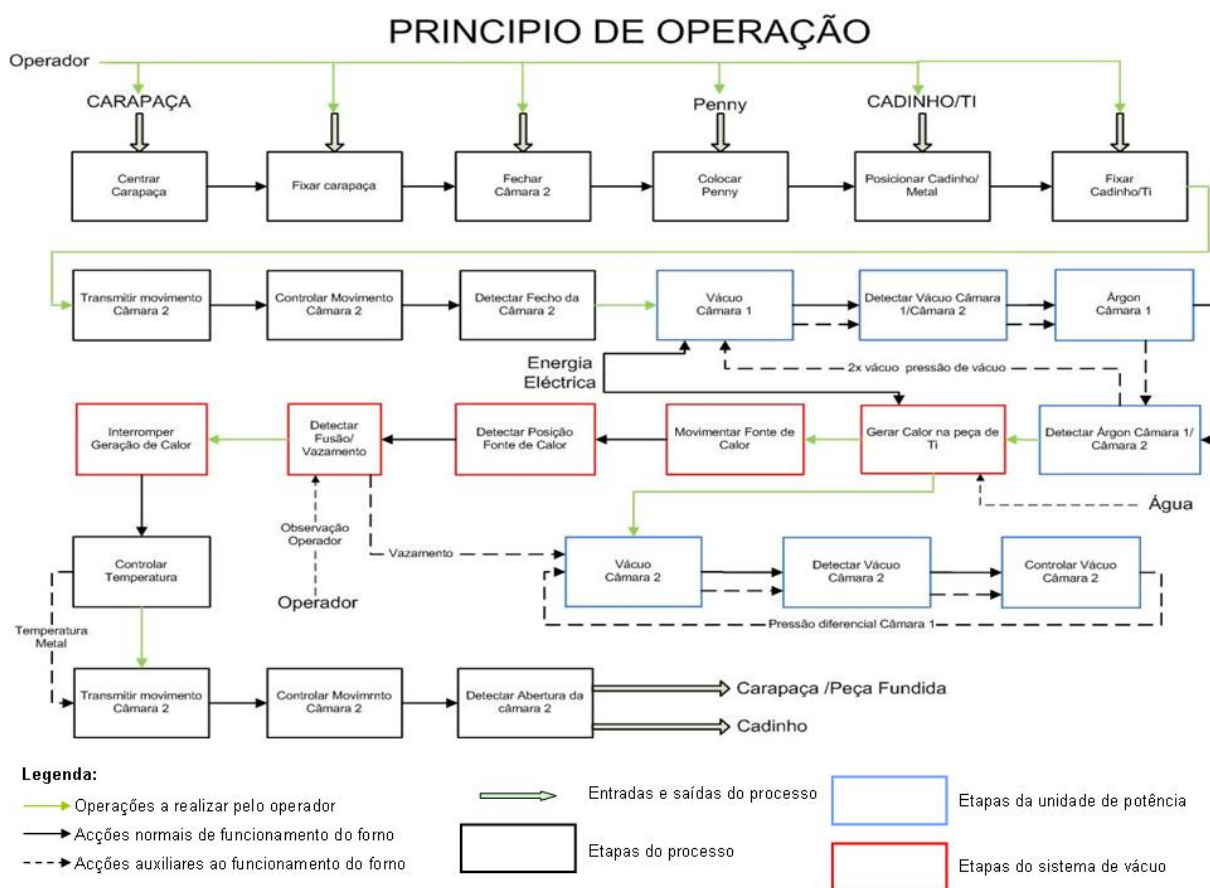 PRINCIPIO DE OPERAÇÃO
Operador
CARAPAÇA
Penny
CADINHO/TI
Centrar
Carapaça
Fixar carapaça
Fechar
Câmara 2
Colocar
Penny
Posicionar Cadinho/
Metal
Fixar
Cadinho/Ti
Transmitir movimento
Câmara 2
Controlar Movimento
Câmara 2
Detectar Fecho da
Câmara 2
Vácuo
Câmara 1
Detectar Vácuo Câmara
1/Câmara 2
Árgon
Câmara 1
Energia
Eléctrica
2x vácuo pressão de vácuo
Interromper
Geração de Calor
Detectar
Fusão/
Vazamento
Detectar Posição
Fonte de Calor
Movimentar Fonte de
Calor
Gerar Calor na peça de
Ti
Detectar Árgon Câmara 1/
Câmara 2
Água
Observação
Operador
Vazamento
Operador
Controlar
Temperatura
Vácuo
Câmara 2
Detectar Vácuo
Câmara 2
Controlar Vácuo
Câmara 2
Pressão diferencial Câmara 1
Temperatura
Metal
Transmitir movimento
Câmara 2
Controlar Movimrnto
Câmara 2
Detectar Abertura da
câmara 2
Carapaça /Peça Fundida
Cadinho
Legenda:
Operações a realizar pelo operador
Acções normais de funcionamento do forno
Acções auxiliares ao funcionamento do forno
Entradas e saídas do processo
Etapas do processo
Etapas da unidade de potência
Etapas do sistema de vácuo